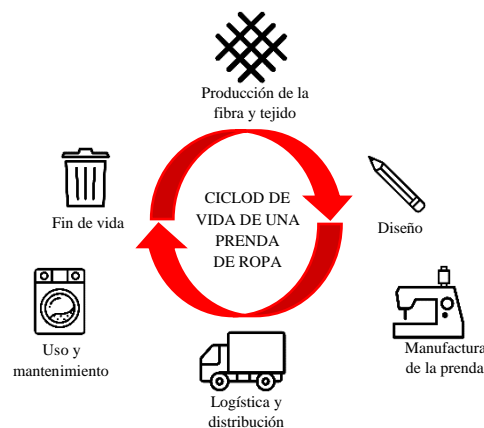 Producción de la
fibra y tejido
CICLOD DE
VIDA DE UNA
PRENDA
DE ROPA
Diseño
Manufactura
de la prenda
Logística y
distribución
Uso y
mantenimiento
Fin de vida